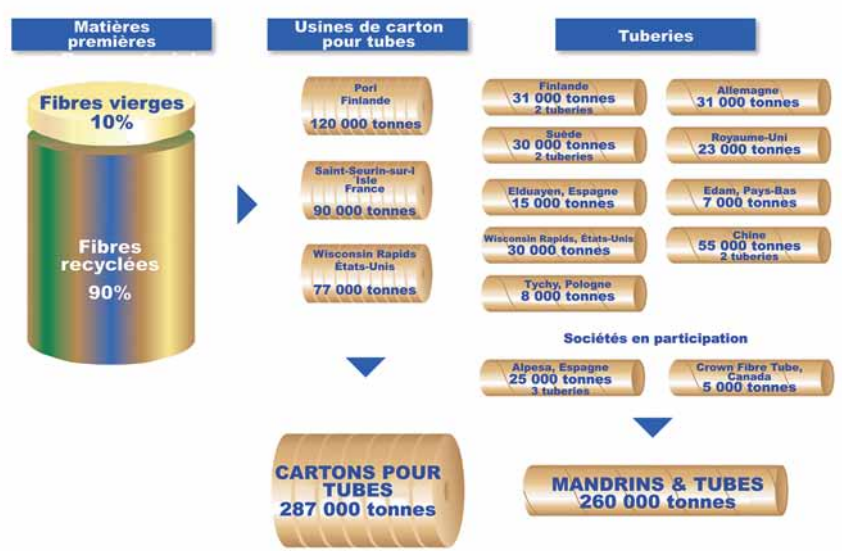 Matières
premières
Fibres vierges
10%
Fibres
recyclées
90%
Usines de carton
pour tubes
Pori
Finlande
120 000 tonnes
Saint-Seurin-sur-l
Isle
France
90 000 tonnes
Wisconsin Rapids
États-Unis
77 000 tonnes
CARTONS POUR
TUBES
287 000 tonnes
Tuberies
Finlande
31 000 tonnes
2 tuberies
Allemagne
31 000 tonnes
Suède
30 000 tonnes
2 tuberies
Royaume-Uni
23 000 tonnes
Elduayen, Espagne
15 000 tonnes
Edam, Pays-Bas
7 000 tonnes
Wisconsin Rapids, États-Unis
30 000 tonnes
Chine
55 000 tonnes
2 tuberies
Tychy, Pologne
8 000 tonnes
Sociétés en participation
Alpesa, Espagne
25 000 tonnes
3 tuberies
Crown Fibre Tube,
Canada
5 000 tonnes
MANDRINS & TUBES
260 000 tonnes